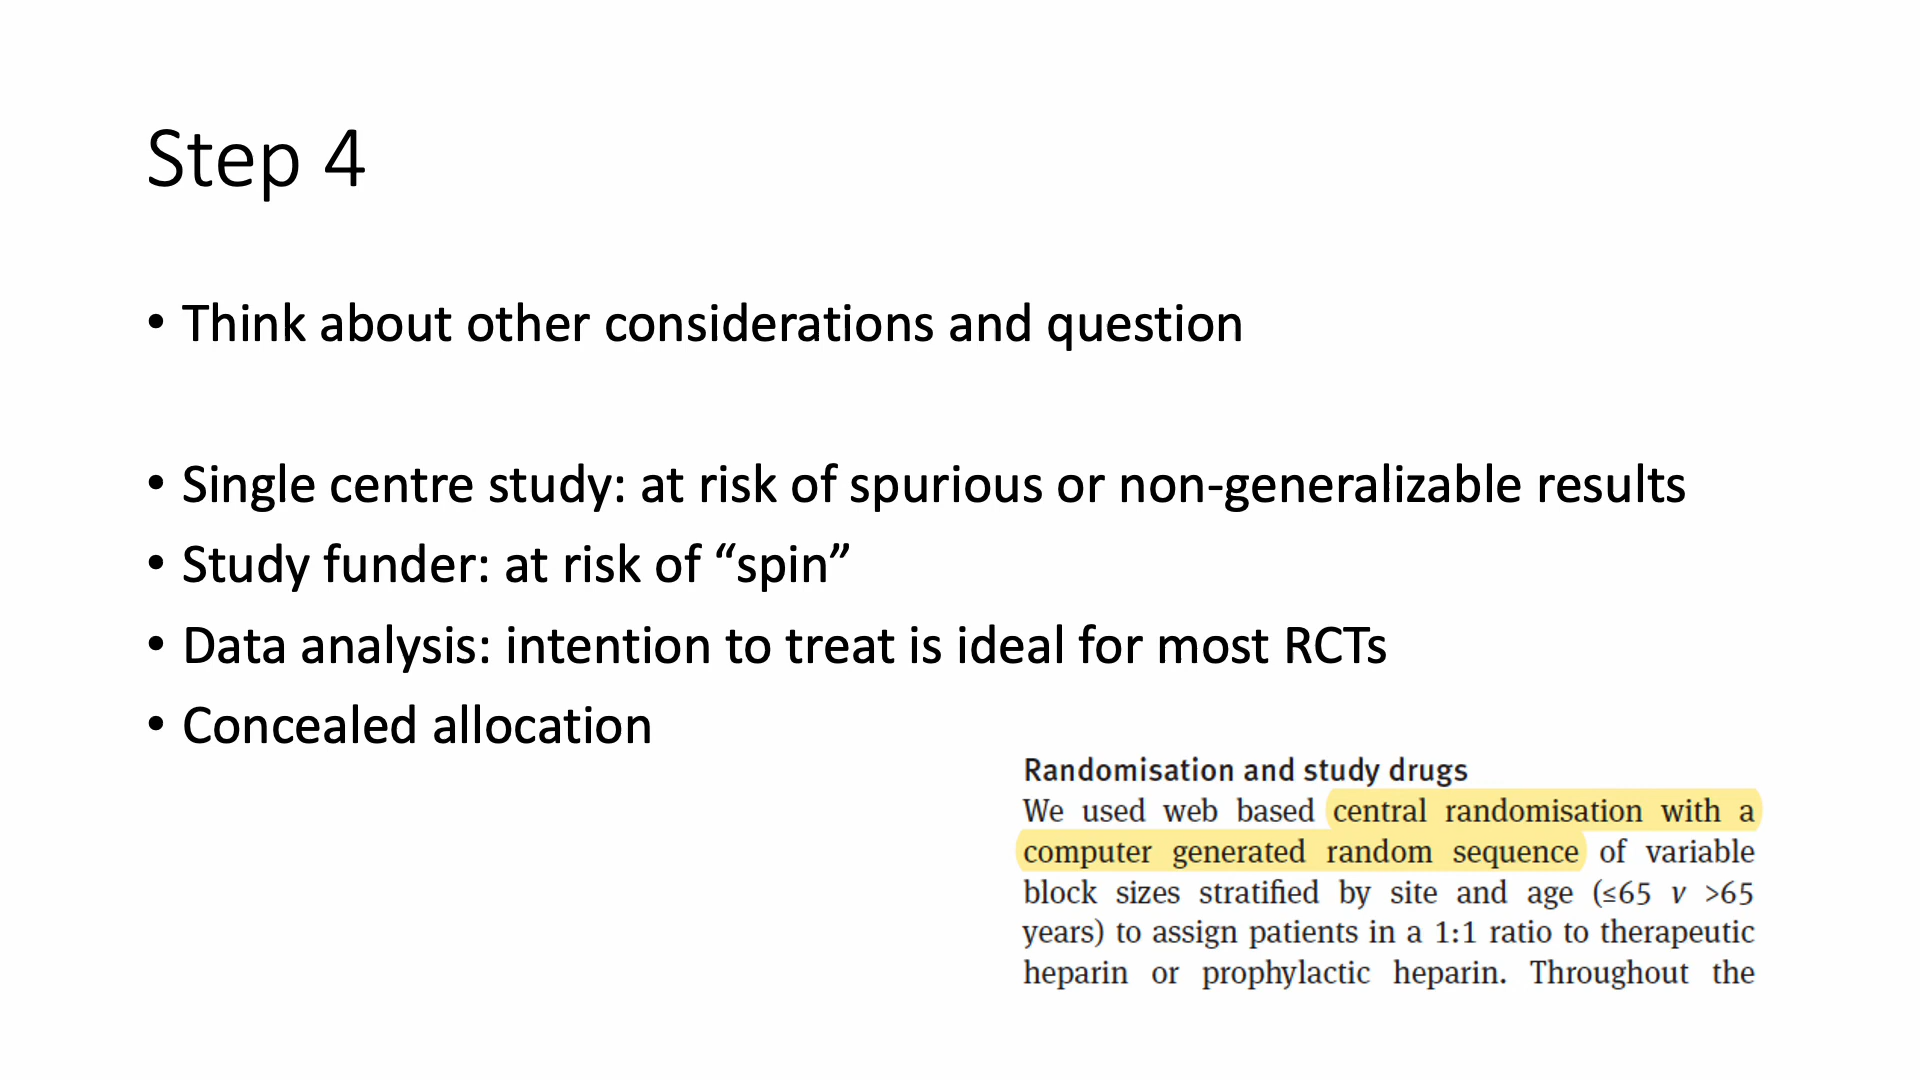 Step 4
• Think about other considerations and question
• Single centre study: at risk of spurious or non-generalizable results
• Study funder: at risk of “spin”
• Data analysis: intention to treat is ideal for most RCTs
• Concealed allocation
Randomisation and study drugs
We used web based central randomisation with a
computer generated random sequence of variable
block sizes stratified by site and age (≤65 v >65
years) to assign patients in a 1:1 ratio to therapeutic
heparin or prophylactic heparin. Throughout the